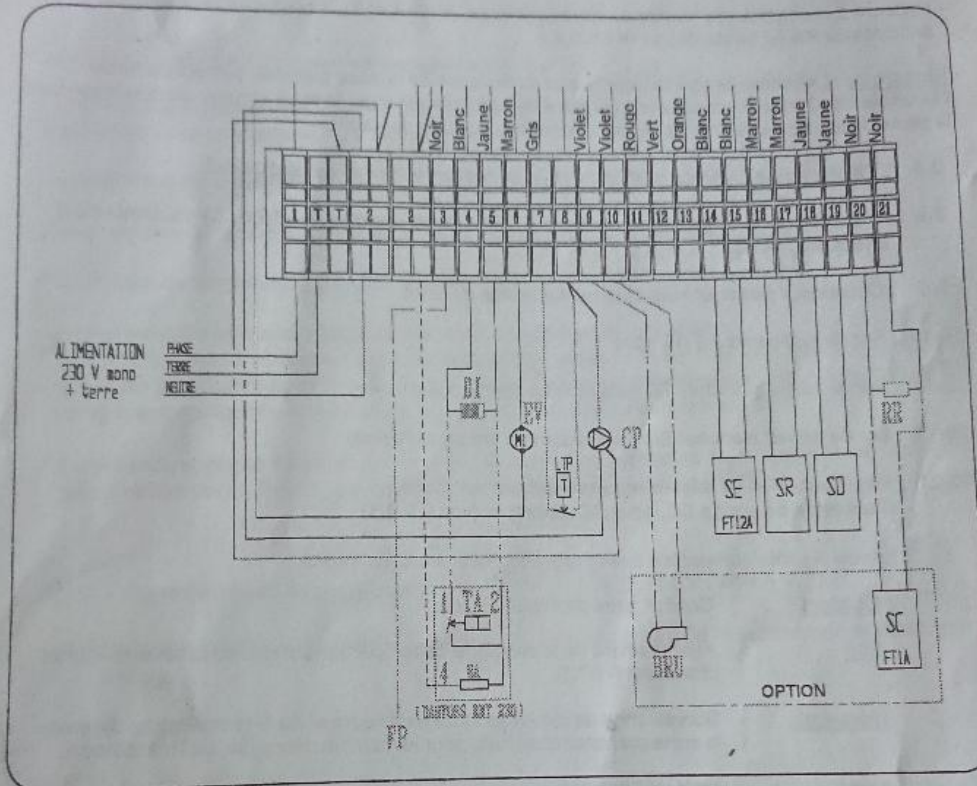 Noir Blanc Jaune Marron Gris Violet Violet Rouge Vert Orange Blanc Blanc Marron Marron Jaune Jaune Noir Noir
1 T T 2 2 3 4 5 6 7 8 9 10 11 12 13 14 15 16 17 18 19 20 21
ALIMENTATION
230 V mono
+ terre
PHASE
TERRE
NEUTRE
EV
CP
LTP
T
RR
SE
FT12A
SR
SD
SC
FT1A
BRU
OPTION
FP